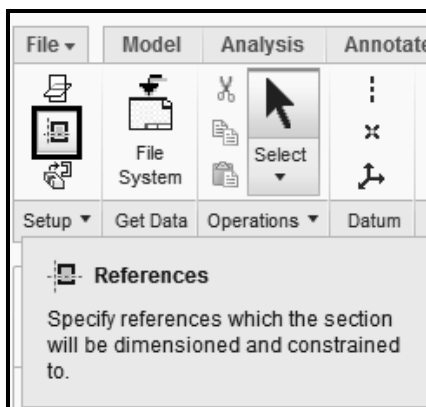 File Model Analysis Annotate
File
System
Select
Setup Get Data Operations Datum
References
Specify references which the section
will be dimensioned and constrained
to.